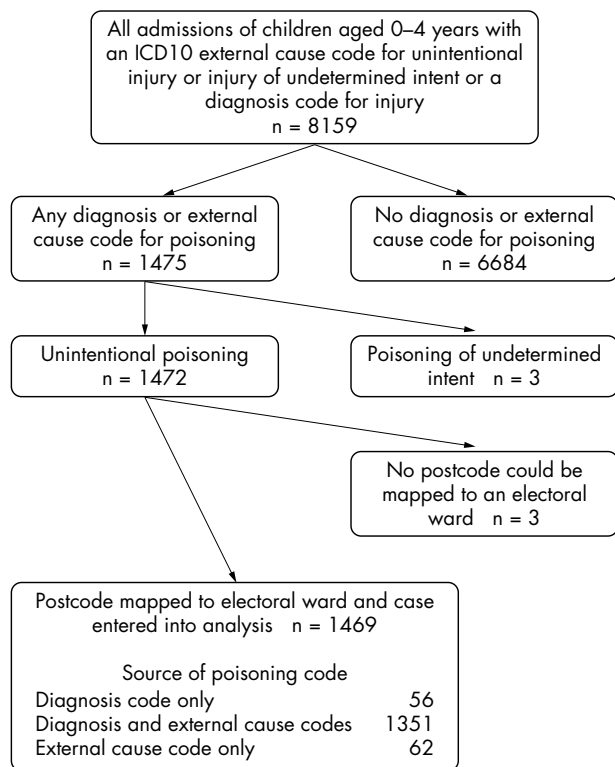 All admissions of children aged 0–4 years with
an ICD10 external cause code for unintentional
injury or injury of undetermined intent or a
diagnosis code for injury
n = 8159
Any diagnosis or external
cause code for poisoning
n = 1475
No diagnosis or external
cause code for poisoning
n = 6684
Unintentional poisoning
n = 1472
Poisoning of undetermined
intent n = 3
No postcode could be
mapped to an electoral
ward n = 3
Postcode mapped to electoral ward and case
entered into analysis n = 1469
Source of poisoning code
Diagnosis code only 56
Diagnosis and external cause codes 1351
External cause code only 62